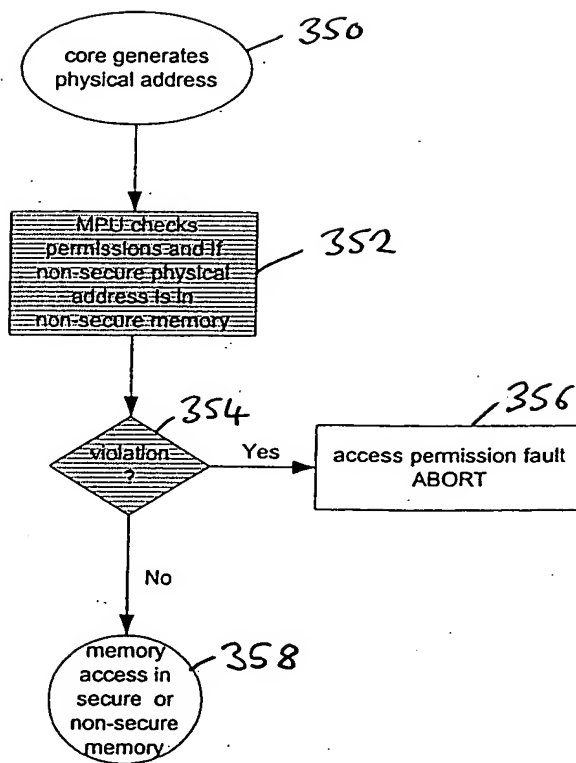 core generates
physical address
350
MPU checks
permissions and if
non-secure physical
address is in
non-secure memory
352
violation
?
354
Yes
356
access permission fault
ABORT
No
memory
access in
secure or
non-secure
memory
358